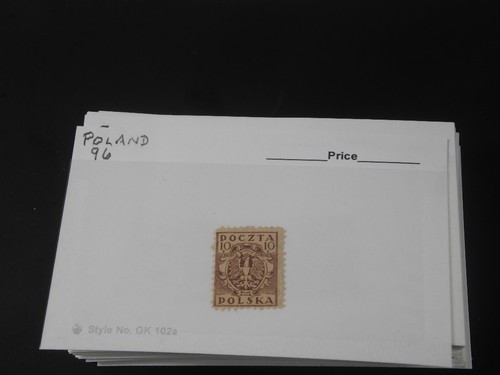 POLAND
96
Price
POCZTA
10 10
POLSKA
Style No. GK 102a